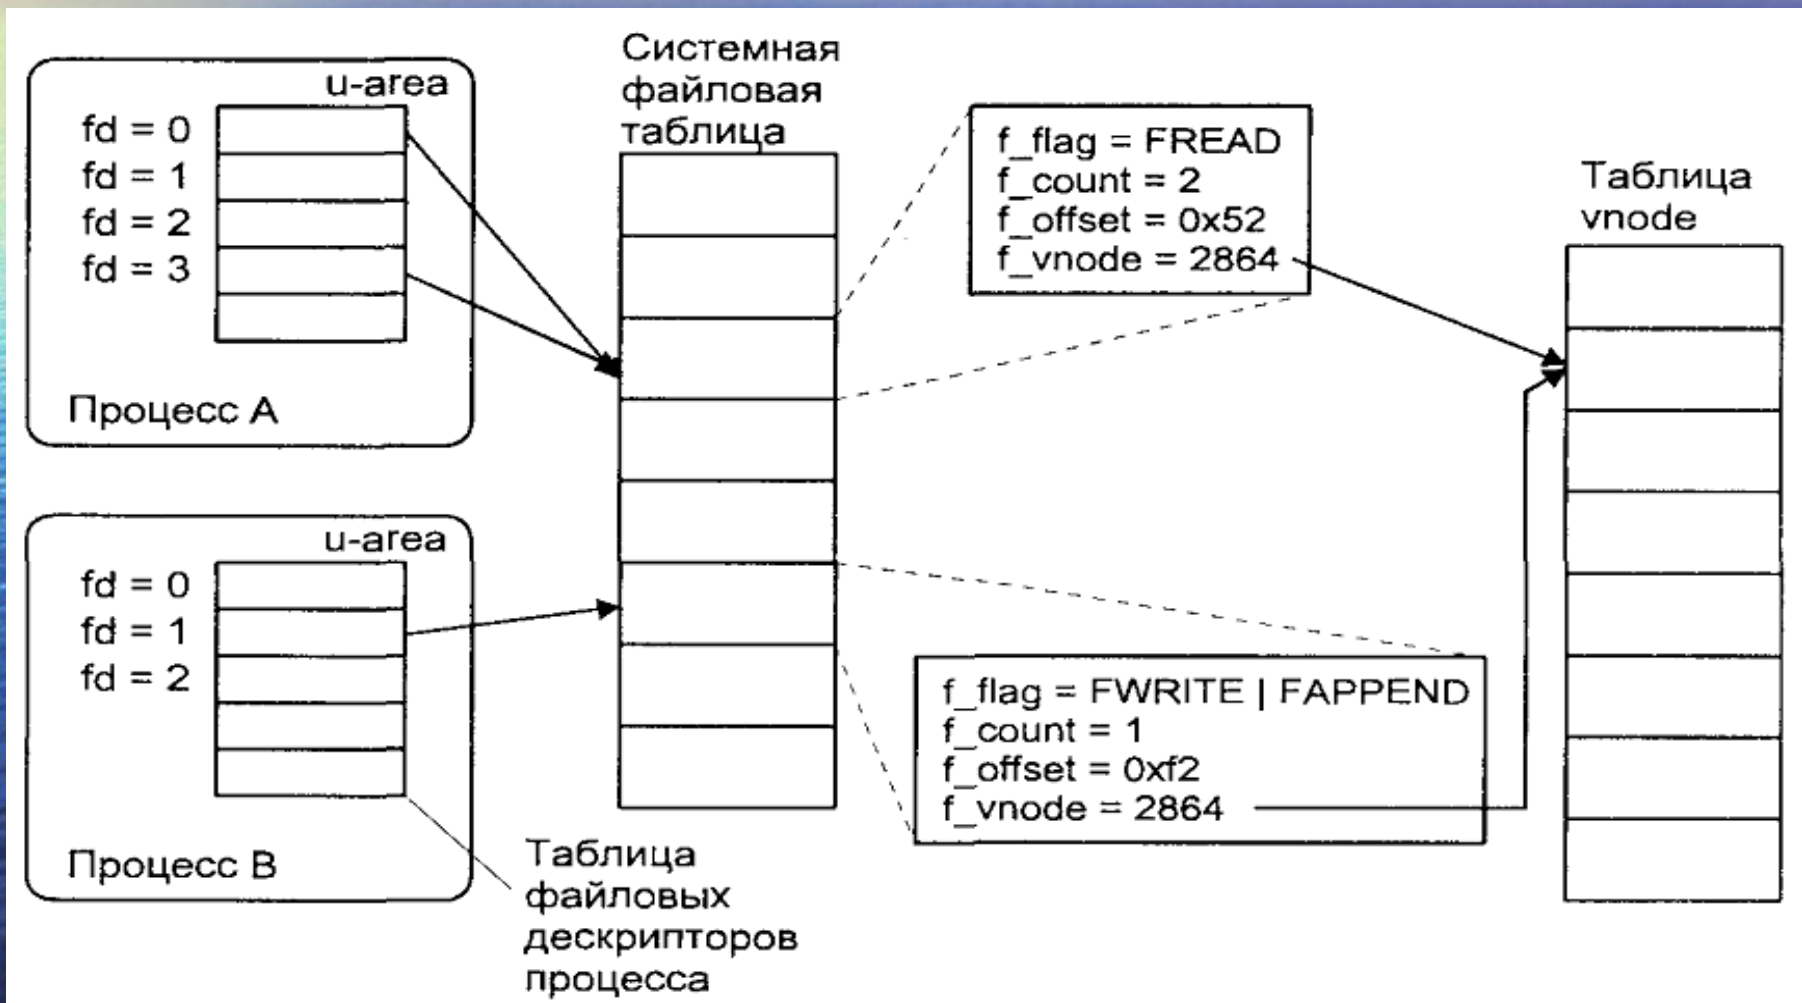 u-area
fd = 0
fd = 1
fd = 2
fd = 3
Процесс А
u-area
fd = 0
fd = 1
fd = 2
Процесс В
Таблица
файловых
дескрипторов
процесса
Системная
файловая
таблица
f_flag = FREAD
f_count = 2
f_offset = 0x52
f_vnode = 2864
f_flag = FWRITE | FAPPEND
f_count = 1
f_offset = 0xf2
f_vnode = 2864
Таблица
vnode